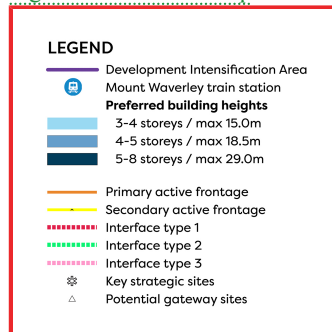 LEGEND
Development Intensification Area
Mount Waverley train station
Preferred building heights
3-4 storeys / max 15.0m
4-5 storeys / max 18.5m
5-8 storeys / max 29.0m
Primary active frontage
Secondary active frontage
Interface type 1
Interface type 2
Interface type 3
Key strategic sites
Potential gateway sites